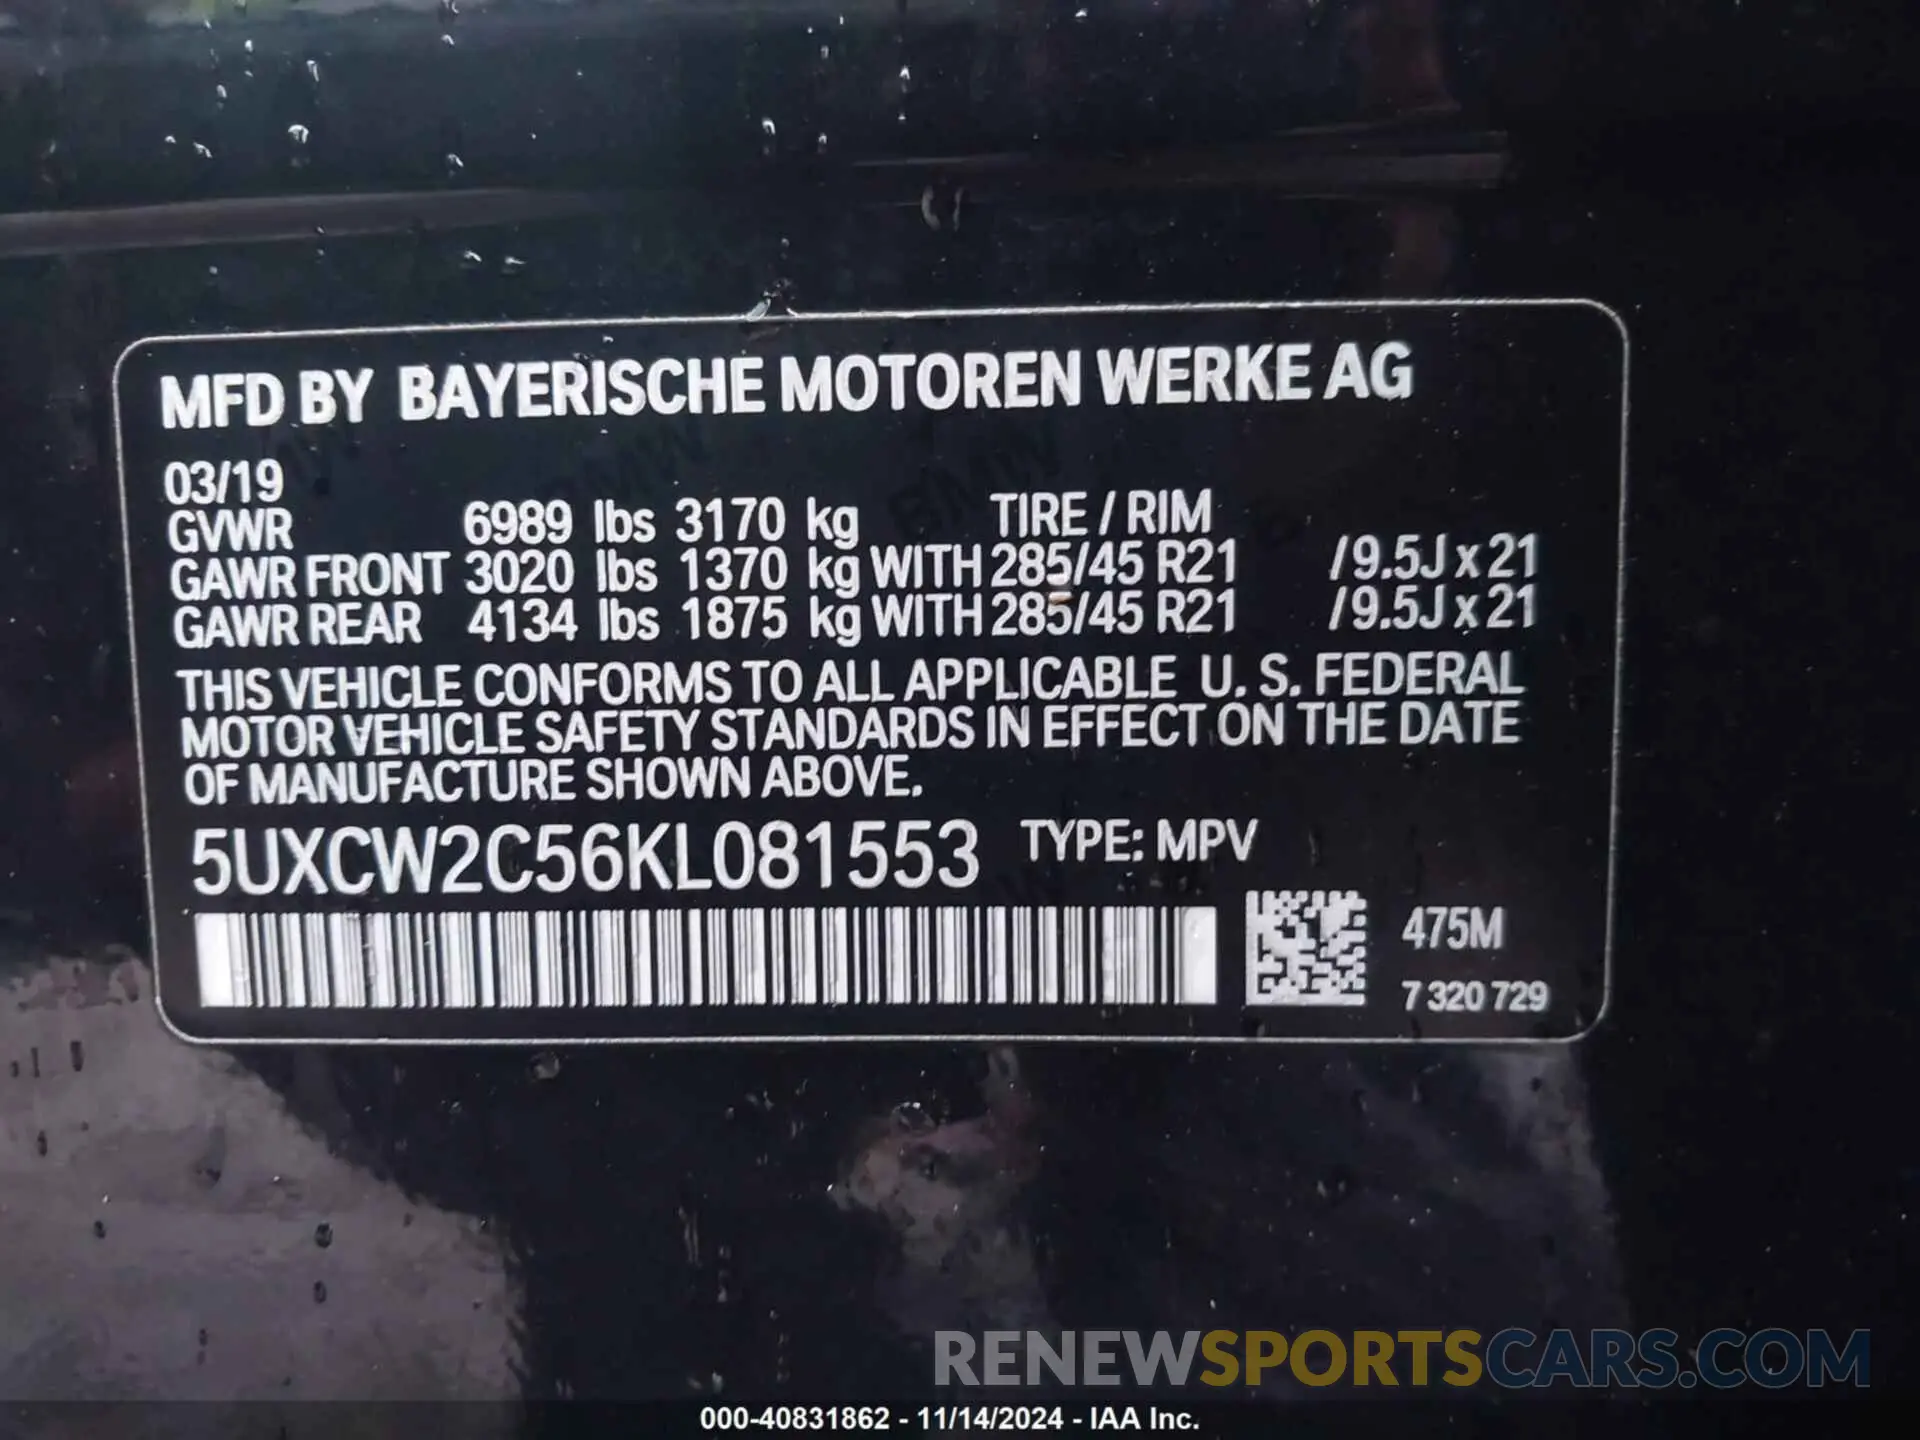 MFD BY BAYERISCHE MOTOREN WERKE AG
03/19
GVWR 6989 lbs 3170 kg TIRE / RIM
GAWR FRONT 3020 lbs 1370 kg WITH 285/45 R21 /9.5J x 21
GAWR REAR 4134 lbs 1875 kg WITH 285/45 R21 /9.5J x 21
THIS VEHICLE CONFORMS TO ALL APPLICABLE U. S. FEDERAL
MOTOR VEHICLE SAFETY STANDARDS IN EFFECT ON THE DATE
OF MANUFACTURE SHOWN ABOVE.
5UXCW2C56KL081553 TYPE: MPV
475M
7 320 729
RENEWSPORTSCARS.COM
000-40831862 - 11/14/2024 - IAA Inc.